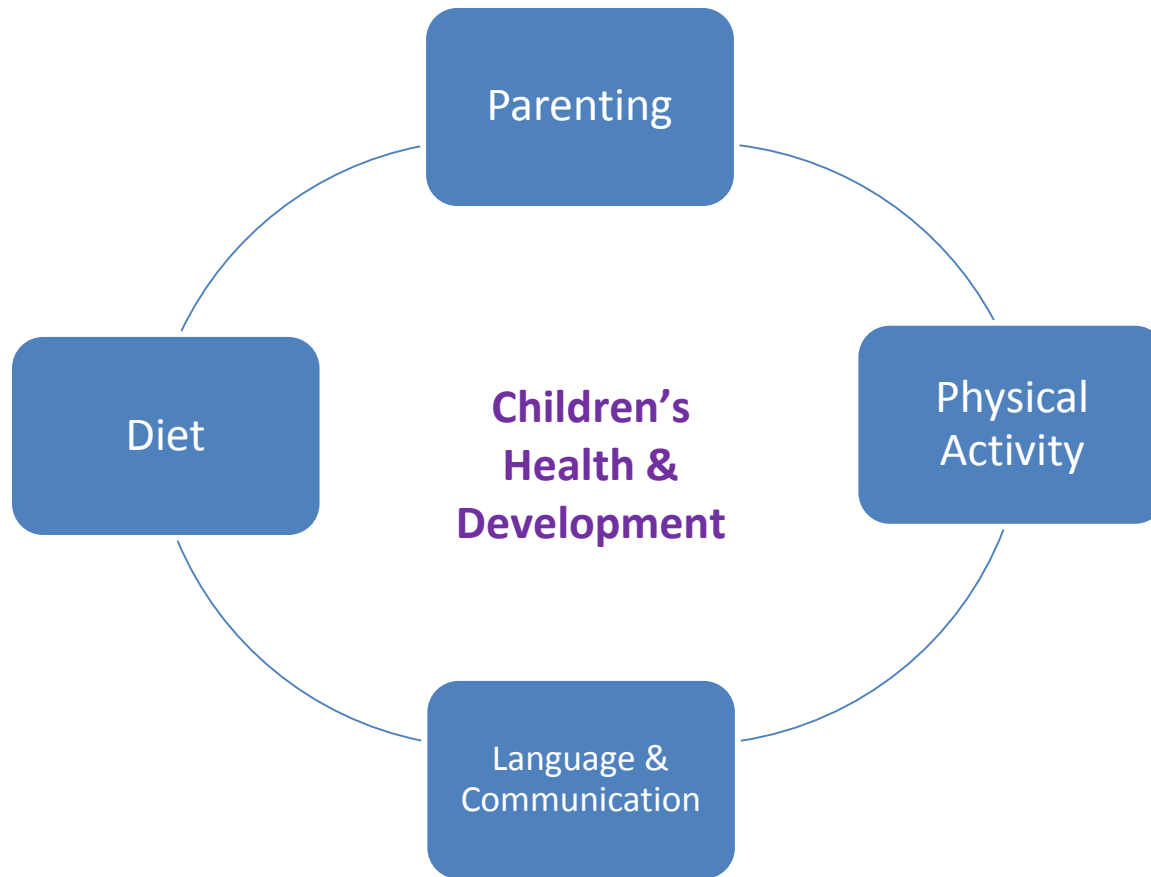 Parenting
Diet
Children’s
Health &
Development
Physical
Activity
Language &
Communication